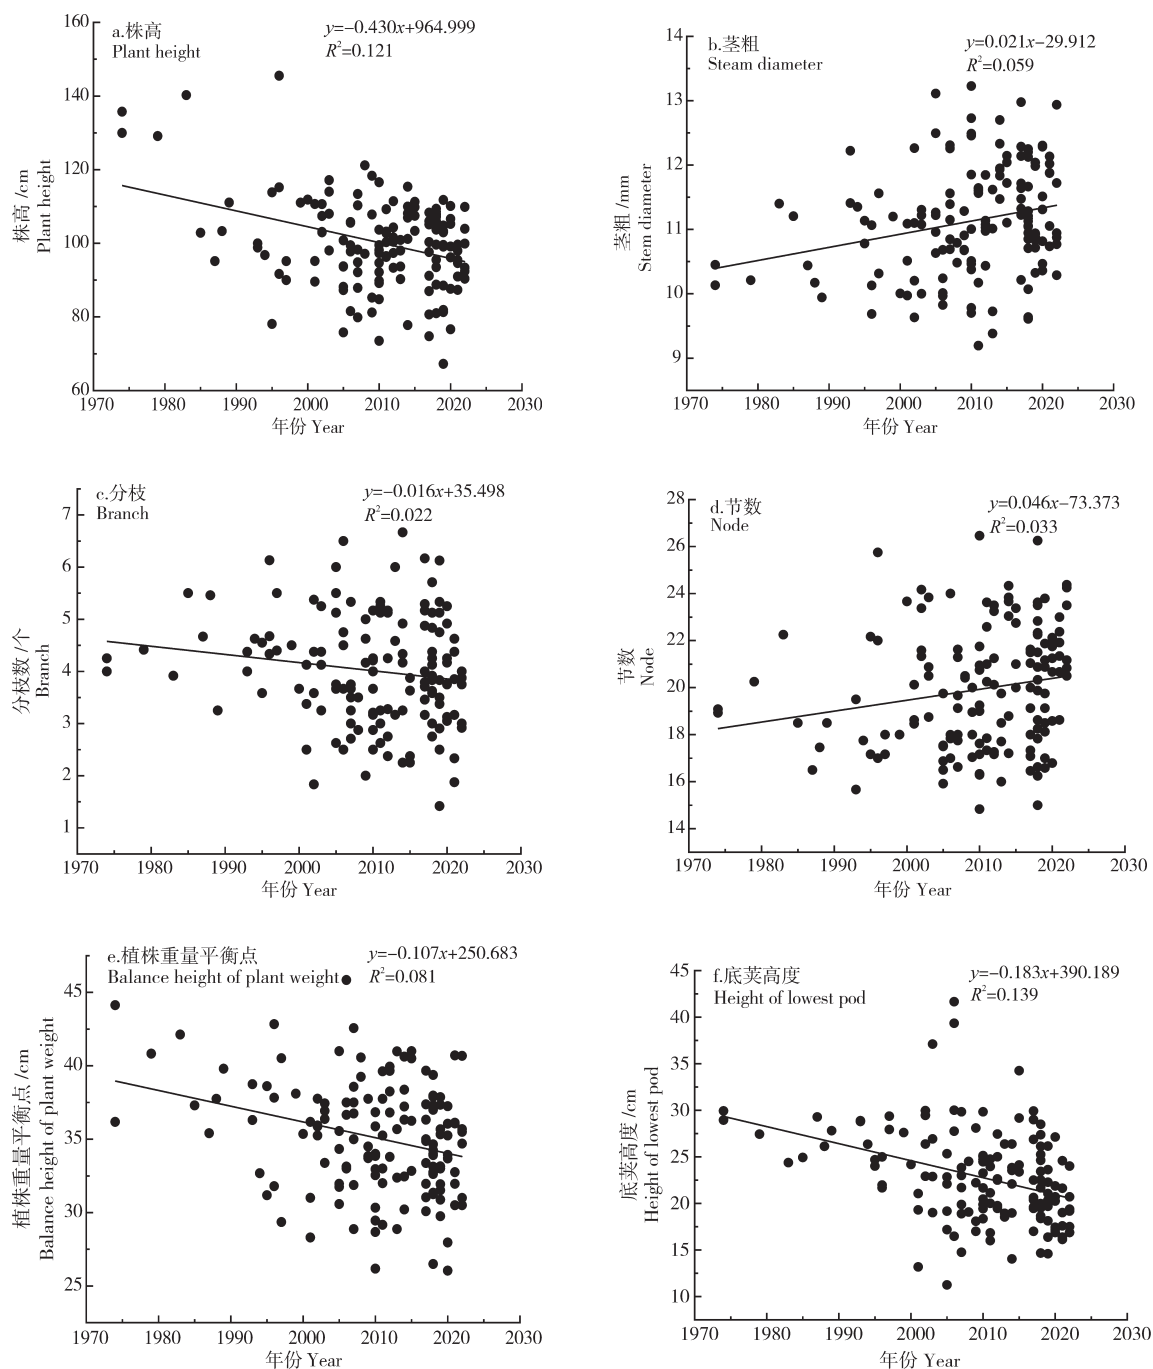 a.株高
Plant height
y=−0.430x+964.999
R²=0.121
160
140
120
100
80
60
株高 /cm
Plant height
1970 1980 1990 2000 2010 2020 2030
年份 Year
b.茎粗
Steam diameter
y=0.021x−29.912
R²=0.059
14
13
12
11
10
9
茎粗 /mm
Stem diameter
1970 1980 1990 2000 2010 2020 2030
年份 Year
c.分枝
Branch
y=−0.016x+35.498
R²=0.022
7
6
5
4
3
2
1
分枝数 /个
Branch
1970 1980 1990 2000 2010 2020 2030
年份 Year
d.节数
Node
y=0.046x−73.373
R²=0.033
28
26
24
22
20
18
16
14
节数
Node
1970 1980 1990 2000 2010 2020 2030
年份 Year
e.植株重量平衡点
Balance height of plant weight
y=−0.107x+250.683
R²=0.081
45
40
35
30
25
植株重量平衡点 /cm
Balance height of plant weight
1970 1980 1990 2000 2010 2020 2030
年份 Year
f.底荚高度
Height of lowest pod
y=−0.183x+390.189
R²=0.139
45
40
35
30
25
20
15
10
底荚高度 /cm
Height of lowest pod
1970 1980 1990 2000 2010 2020 2030
年份 Year